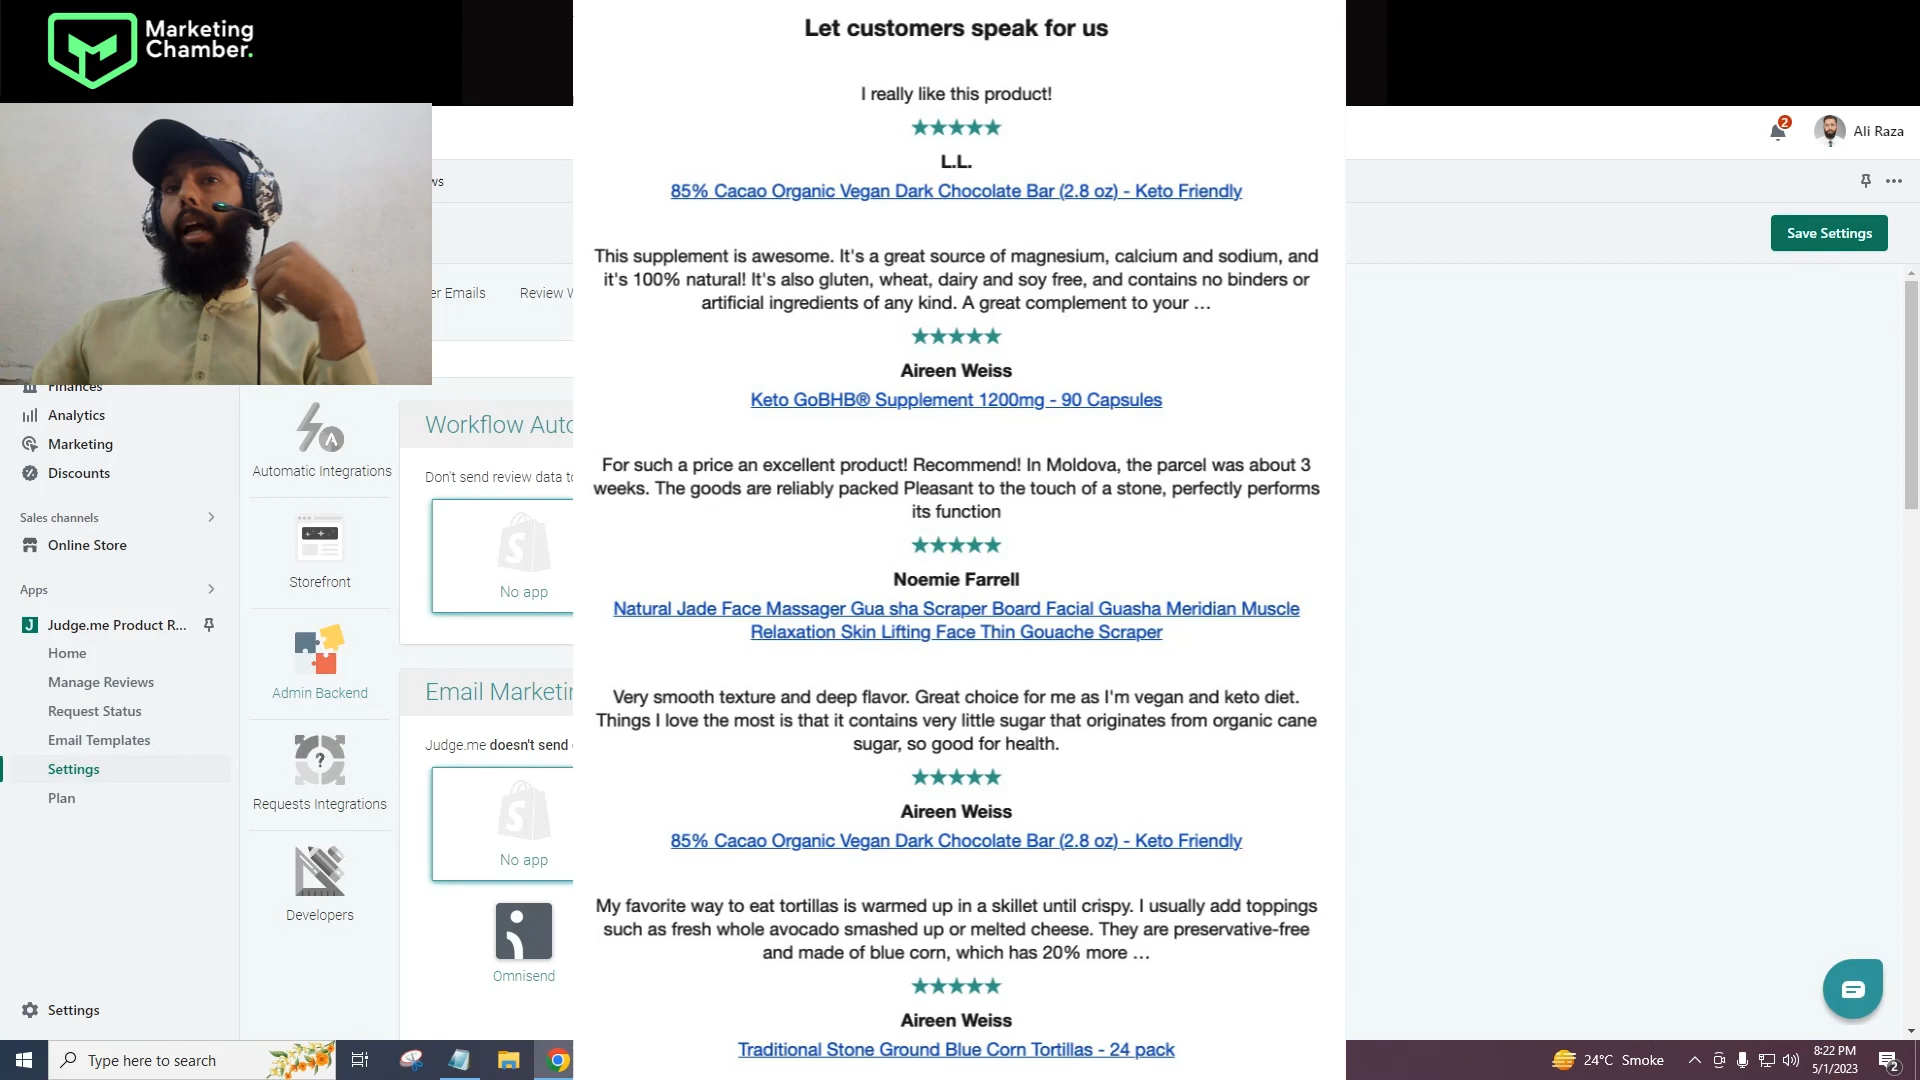 Marketing
Chamber.
Let customers speak for us
I really like this product!
★★★★★
L.L.
85% Cacao Organic Vegan Dark Chocolate Bar (2.8 oz) - Keto Friendly
This supplement is awesome. It's a great source of magnesium, calcium and sodium, and
it's 100% natural! It's also gluten, wheat, dairy and soy free, and contains no binders or
artificial ingredients of any kind. A great complement to your ...
★★★★★
Aireen Weiss
Keto GoBHB® Supplement 1200mg - 90 Capsules
For such a price an excellent product! Recommend! In Moldova, the parcel was about 3
weeks. The goods are reliably packed Pleasant to the touch of a stone, perfectly performs
its function
★★★★★
Noemie Farrell
Natural Jade Face Massager Gua sha Scraper Board Facial Guasha Meridian Muscle
Relaxation Skin Lifting Face Thin Gouache Scraper
Very smooth texture and deep flavor. Great choice for me as I'm vegan and keto diet.
Things I love the most is that it contains very little sugar that originates from organic cane
sugar, so good for health.
★★★★★
Aireen Weiss
85% Cacao Organic Vegan Dark Chocolate Bar (2.8 oz) - Keto Friendly
My favorite way to eat tortillas is warmed up in a skillet until crispy. I usually add toppings
such as fresh whole avocado smashed up or melted cheese. They are preservative-free
and made of blue corn, which has 20% more ...
★★★★★
Aireen Weiss
Traditional Stone Ground Blue Corn Tortillas - 24 pack
2
Ali Raza
ws
Save Settings
er Emails
Review W
Finances
Analytics
Marketing
Discounts
Sales channels
Online Store
Apps
Judge.me Product R...
Home
Manage Reviews
Request Status
Email Templates
Settings
Plan
Settings
Automatic Integrations
Storefront
Admin Backend
Requests Integrations
Developers
Workflow Auto
Don't send review data to
No app
Email Marketin
Judge.me doesn't send
No app
Omnisend
Type here to search
24°C Smoke
8:22 PM
5/1/2023
2